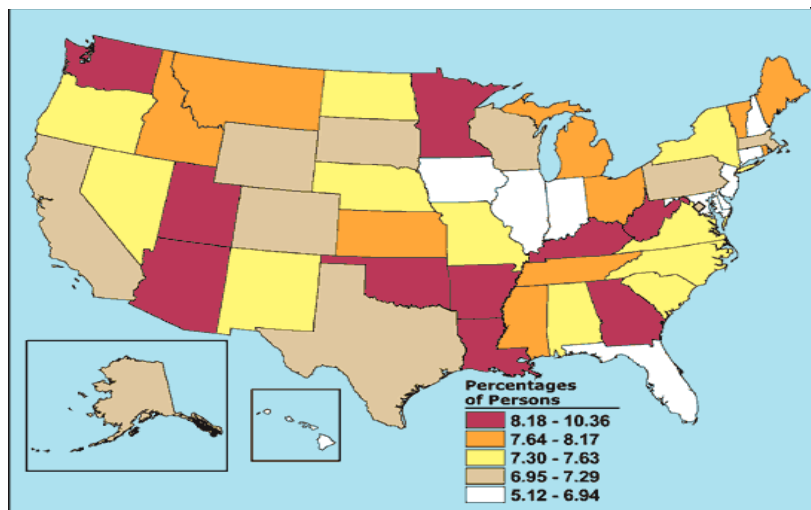 Percentages
of Persons
8.18 - 10.36
7.64 - 8.17
7.30 - 7.63
6.95 - 7.29
5.12 - 6.94